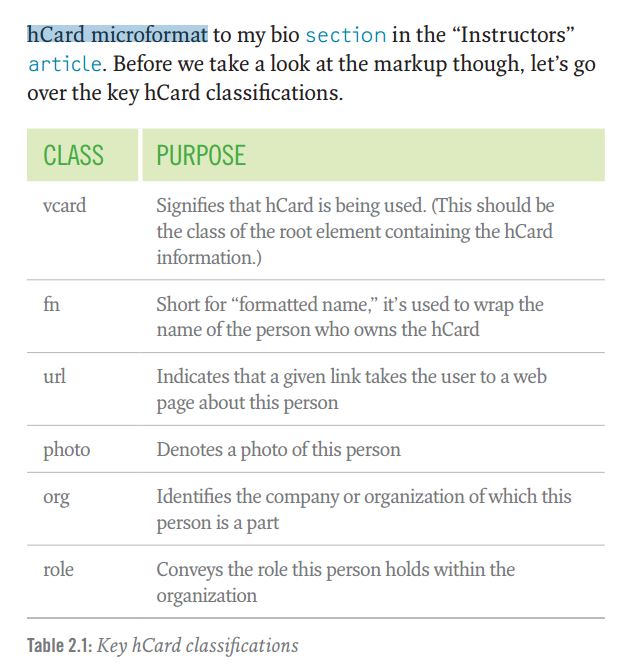 hCard microformat to my bio section in the “Instructors”
article. Before we take a look at the markup though, let’s go
over the key hCard classifications.
CLASS PURPOSE
vcard Signifies that hCard is being used. (This should be
the class of the root element containing the hCard
information.)
fn Short for “formatted name,” it’s used to wrap the
name of the person who owns the hCard
url Indicates that a given link takes the user to a web
page about this person
photo Denotes a photo of this person
org Identifies the company or organization of which this
person is a part
role Conveys the role this person holds within the
organization
Table 2.1: Key hCard classifications